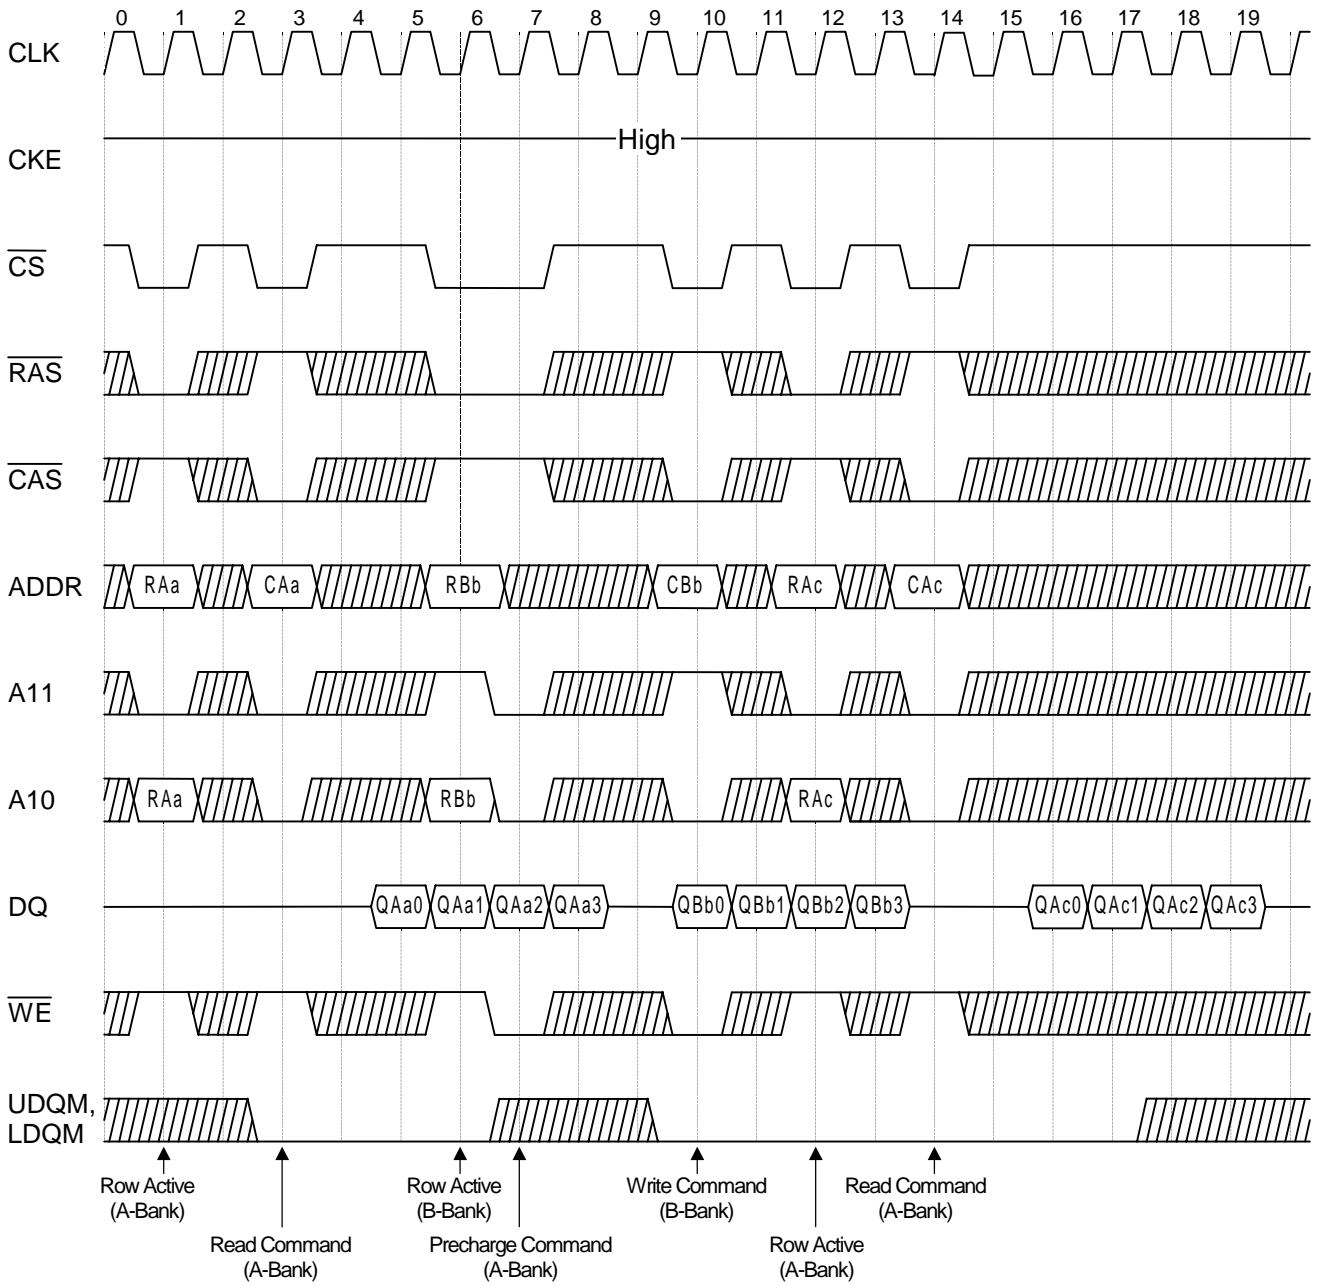 0 1 2 3 4 5 6 7 8 9 10 11 12 13 14 15 16 17 18 19
CLK
CKE High
CS
RAS
CAS
ADDR RAa CAa RBb CBb RAc CAc
A11
A10 RAa RBb RAc
DQ QAa0 QAa1 QAa2 QAa3 QBb0 QBb1 QBb2 QBb3 QAc0 QAc1 QAc2 QAc3
WE
UDQM,
LDQM
Row Active
(A-Bank)
Row Active
(B-Bank)
Write Command
(B-Bank)
Read Command
(A-Bank)
Read Command
(A-Bank)
Precharge Command
(A-Bank)
Row Active
(A-Bank)